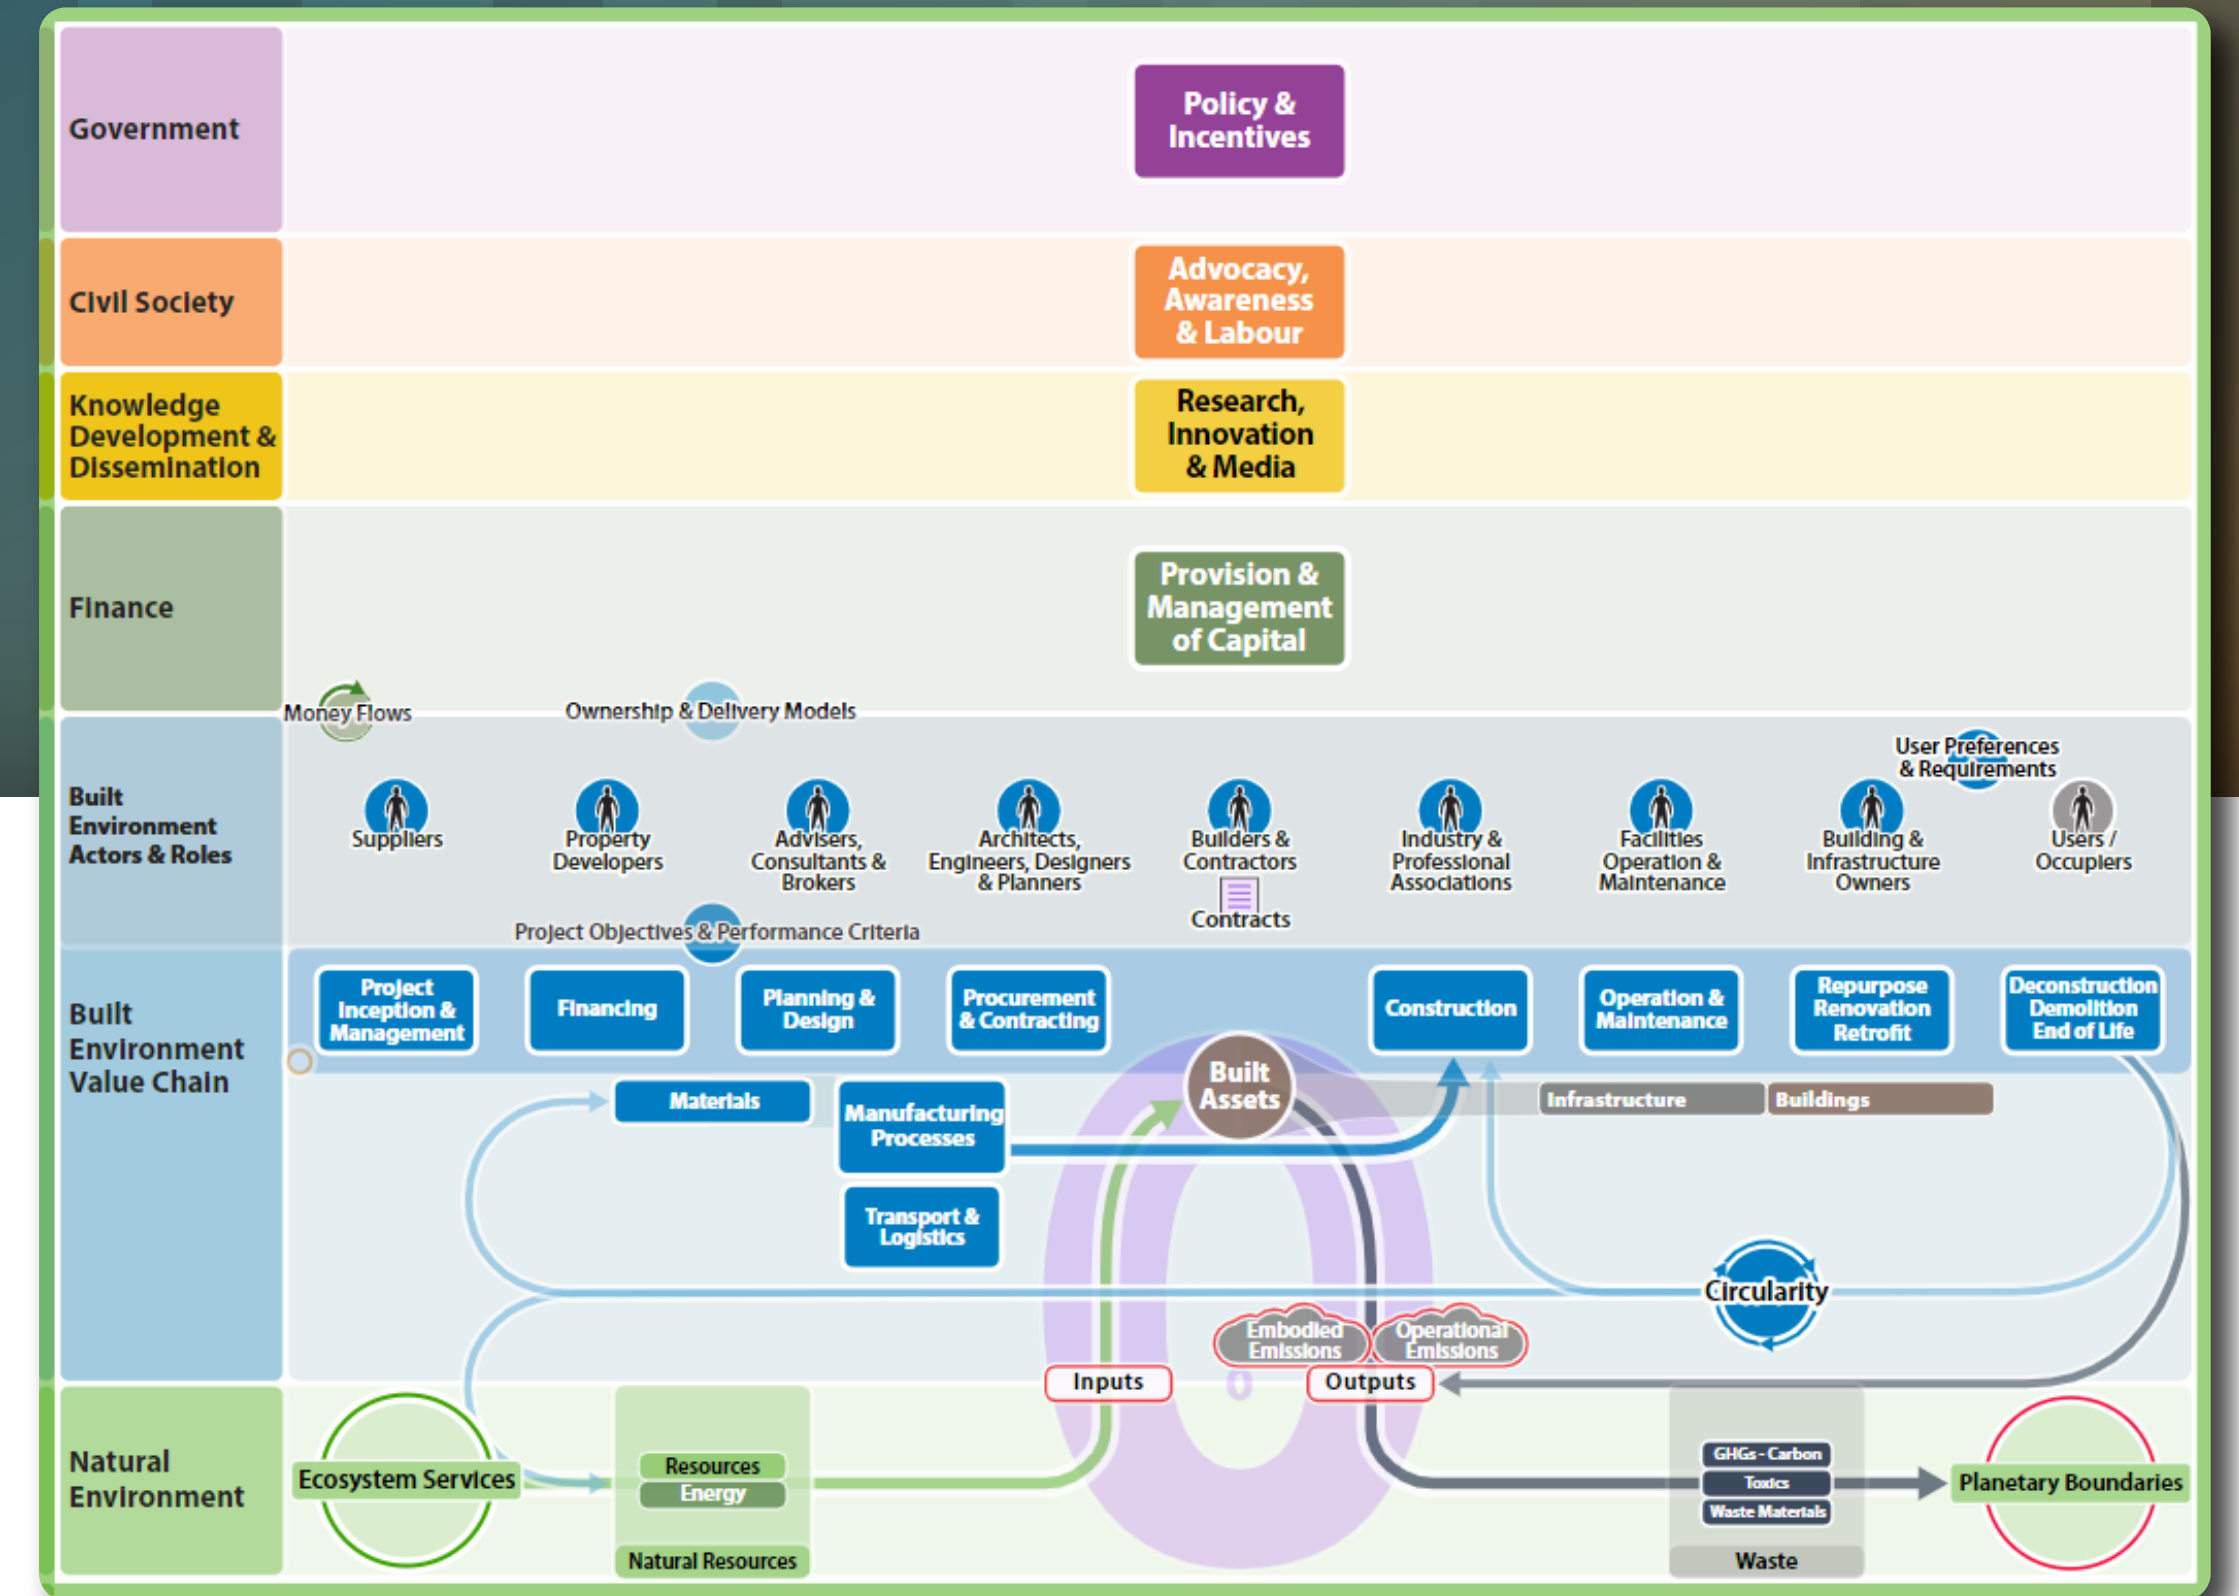 Government
Policy &
Incentives
Civil Society
Advocacy,
Awareness
& Labour
Knowledge
Development &
Dissemination
Research,
Innovation
& Media
Finance
Provision &
Management
of Capital
Money Flows
Ownership & Delivery Models
User Preferences
& Requirements
Built
Environment
Actors & Roles
Suppliers
Property
Developers
Advisers,
Consultants &
Brokers
Architects,
Engineers, Designers
& Planners
Builders &
Contractors
Contracts
Industry &
Professional
Associations
Facilities
Operation &
Maintenance
Building &
Infrastructure
Owners
Users /
Occupiers
Project Objectives & Performance Criteria
Built
Environment
Value Chain
Project
Inception &
Management
Financing
Planning &
Design
Procurement
& Contracting
Construction
Operation &
Maintenance
Repurpose
Renovation
Retrofit
Deconstruction
Demolition
End of Life
Built
Assets
Materials
Manufacturing
Processes
Infrastructure
Buildings
Transport &
Logistics
Circularity
Embodied
Emissions
Operational
Emissions
Inputs
0
Outputs
Natural
Environment
Ecosystem Services
Resources
Energy
Natural Resources
0
GHGs - Carbon
Toxics
Waste Materials
Waste
Planetary Boundaries